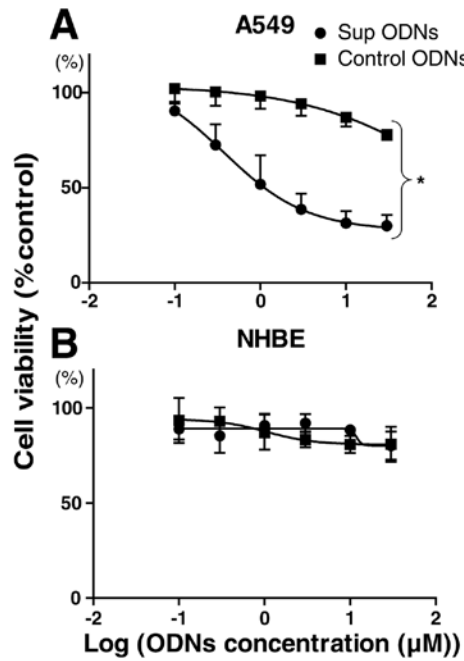 A
A549
● Sup ODNs
■ Control ODNs
(%)
100
50
0
-2
-1
0
1
2
*
Cell viability (%control)
B
NHBE
(%)
100
50
0
-2
-1
0
1
2
Log (ODNs concentration (μM))